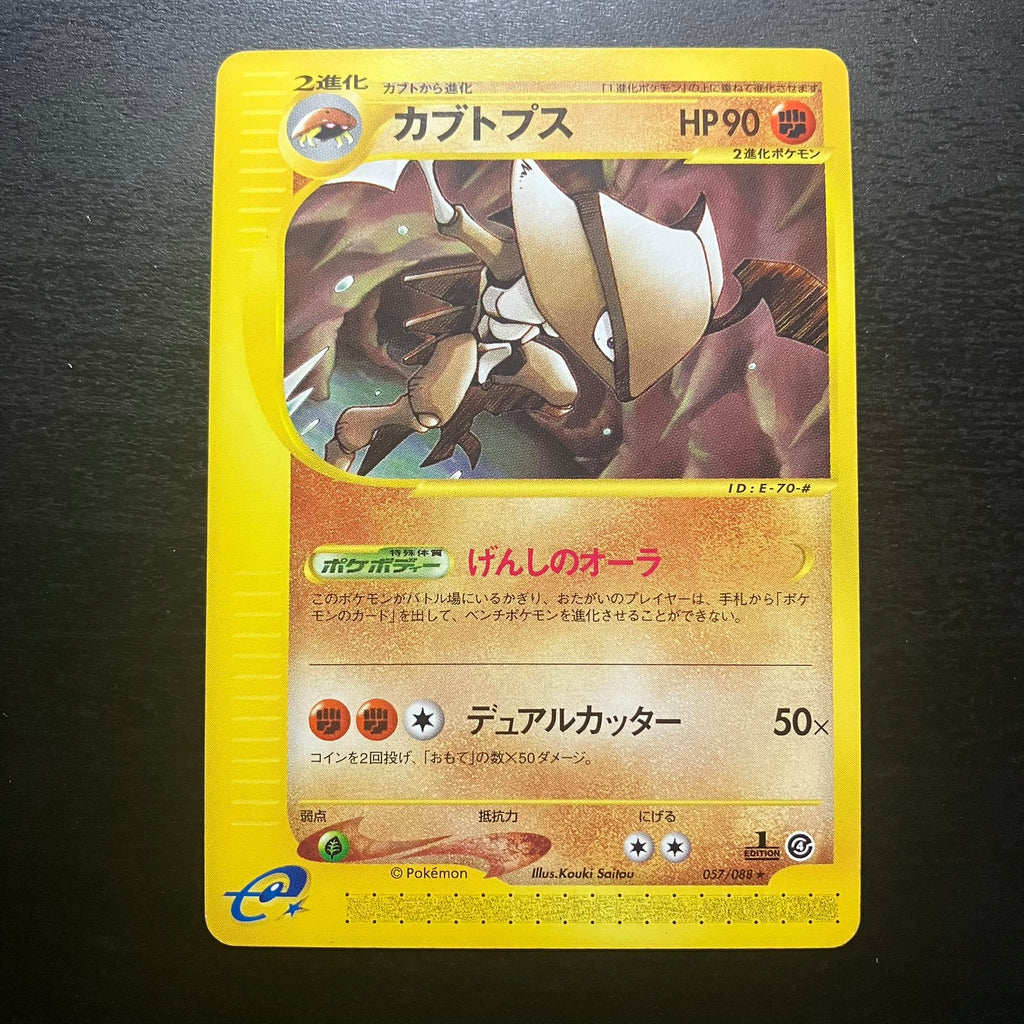 2進化 カブトから進化 「1進化ポケモン」の上に重ねて進化させます
カブトプス HP90
2進化ポケモン
ID:E-70-#
特殊体質
ポケボディー げんしのオーラ
このポケモンがバトル場にいるかぎり、おたがいのプレイヤーは、手札から「ポケ
モンのカード」を出して、ベンチポケモンを進化させることができない。
デュアルカッター 50×
コインを2回投げ、「おもて」の数×50ダメージ。
弱点 抵抗力 にげる
1
EDITION
4
© Pokémon Illus.Kouki Saitou 057/088★
e